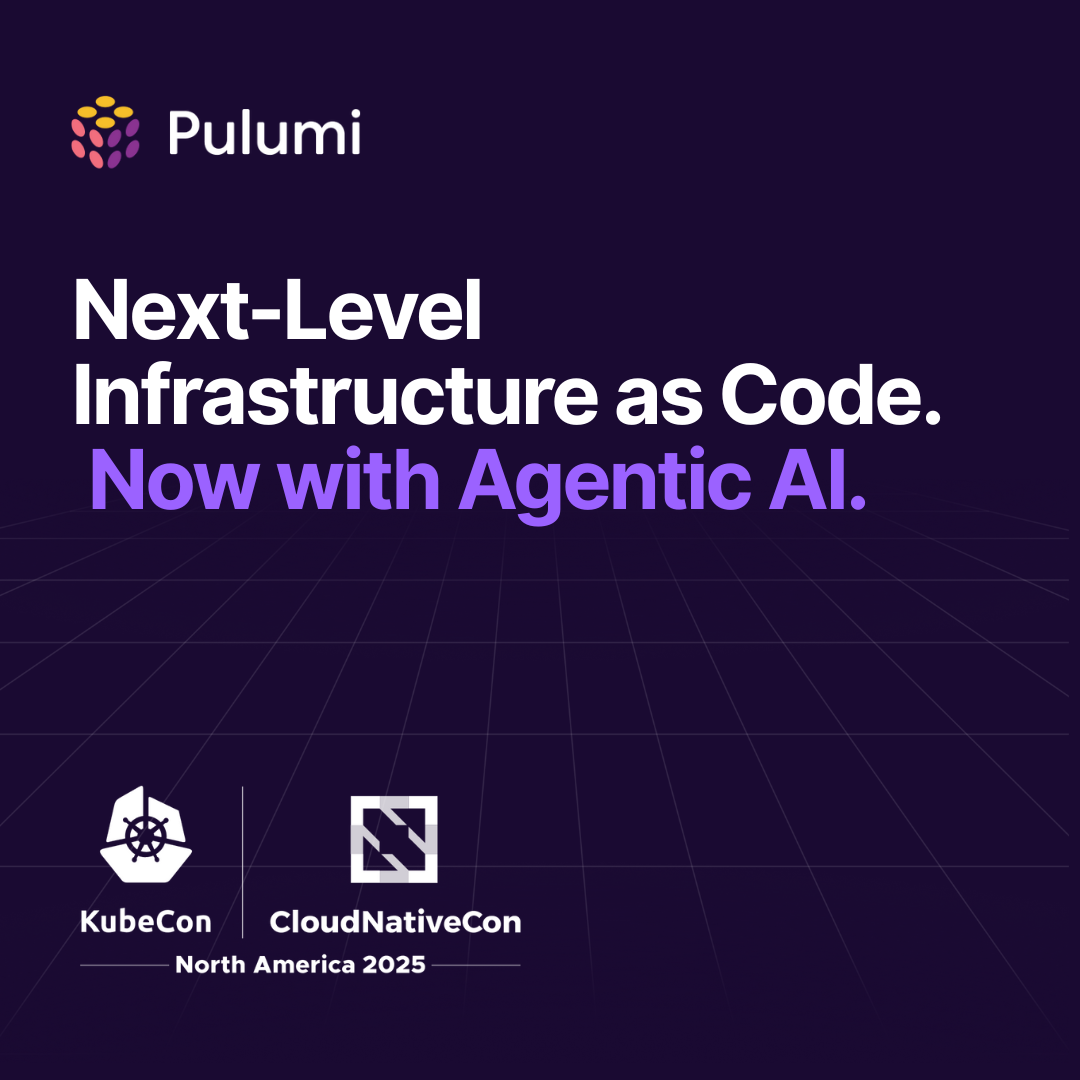 Pulumi
Next-Level
Infrastructure as Code.
Now with Agentic AI.
KubeCon
CloudNativeCon
North America 2025